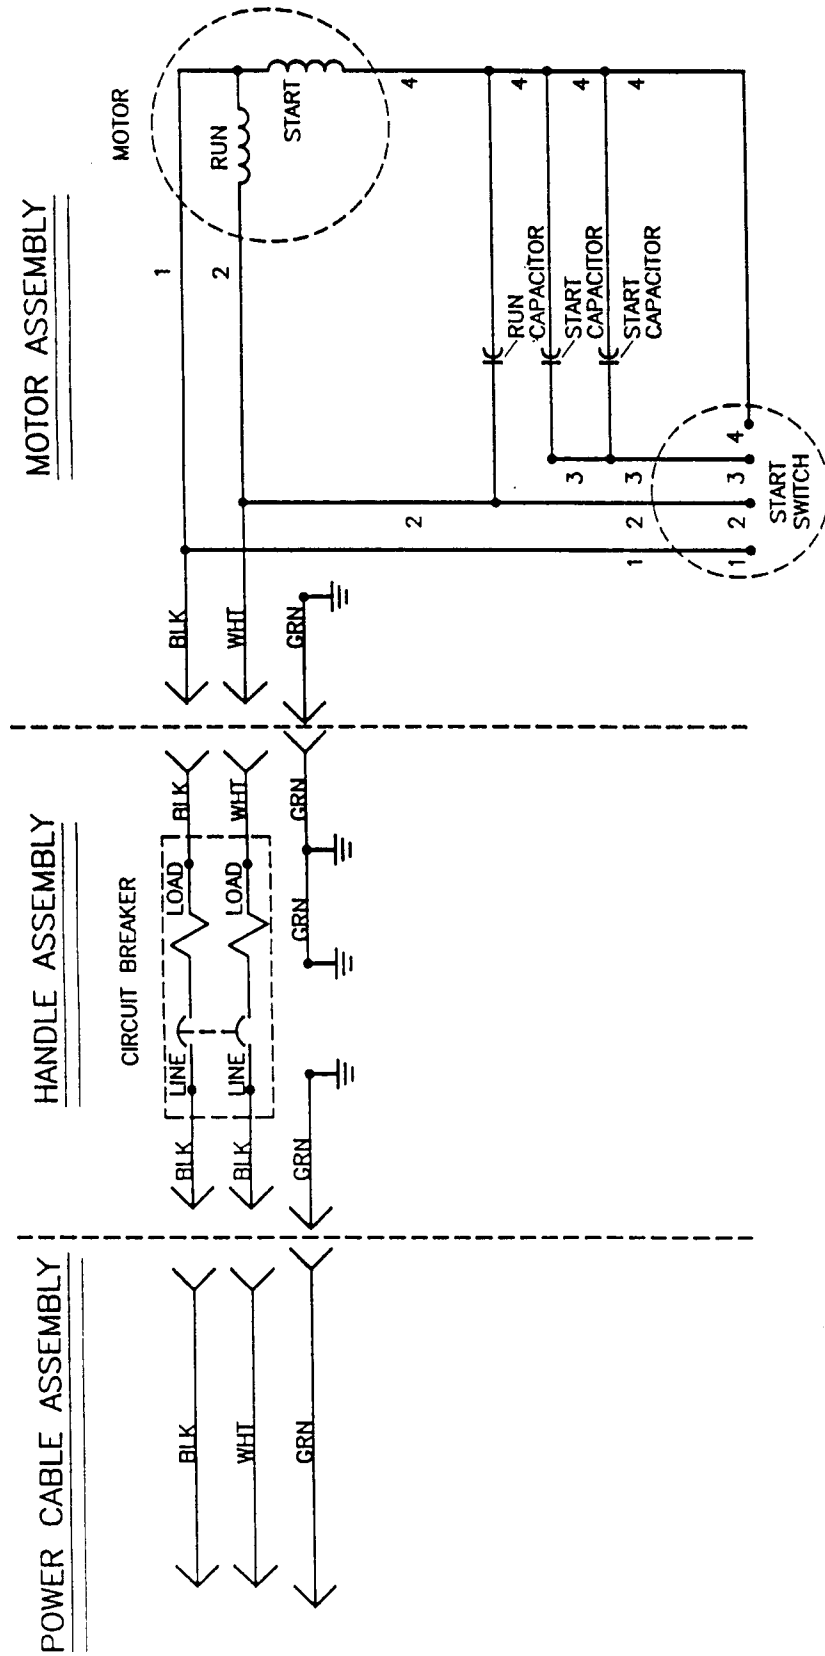 POWER CABLE ASSEMBLY
BLK
WHT
GRN
HANDLE ASSEMBLY
CIRCUIT BREAKER
BLK
LINE
LOAD
BLK
BLK
LINE
LOAD
WHT
GRN
GRN
GRN
MOTOR ASSEMBLY
MOTOR
BLK
1
WHT
2
RUN
GRN
START
2
4
RUN
CAPACITOR
4
3
START
CAPACITOR
4
1
2
3
START
CAPACITOR
4
1
2
3
4
START
SWITCH